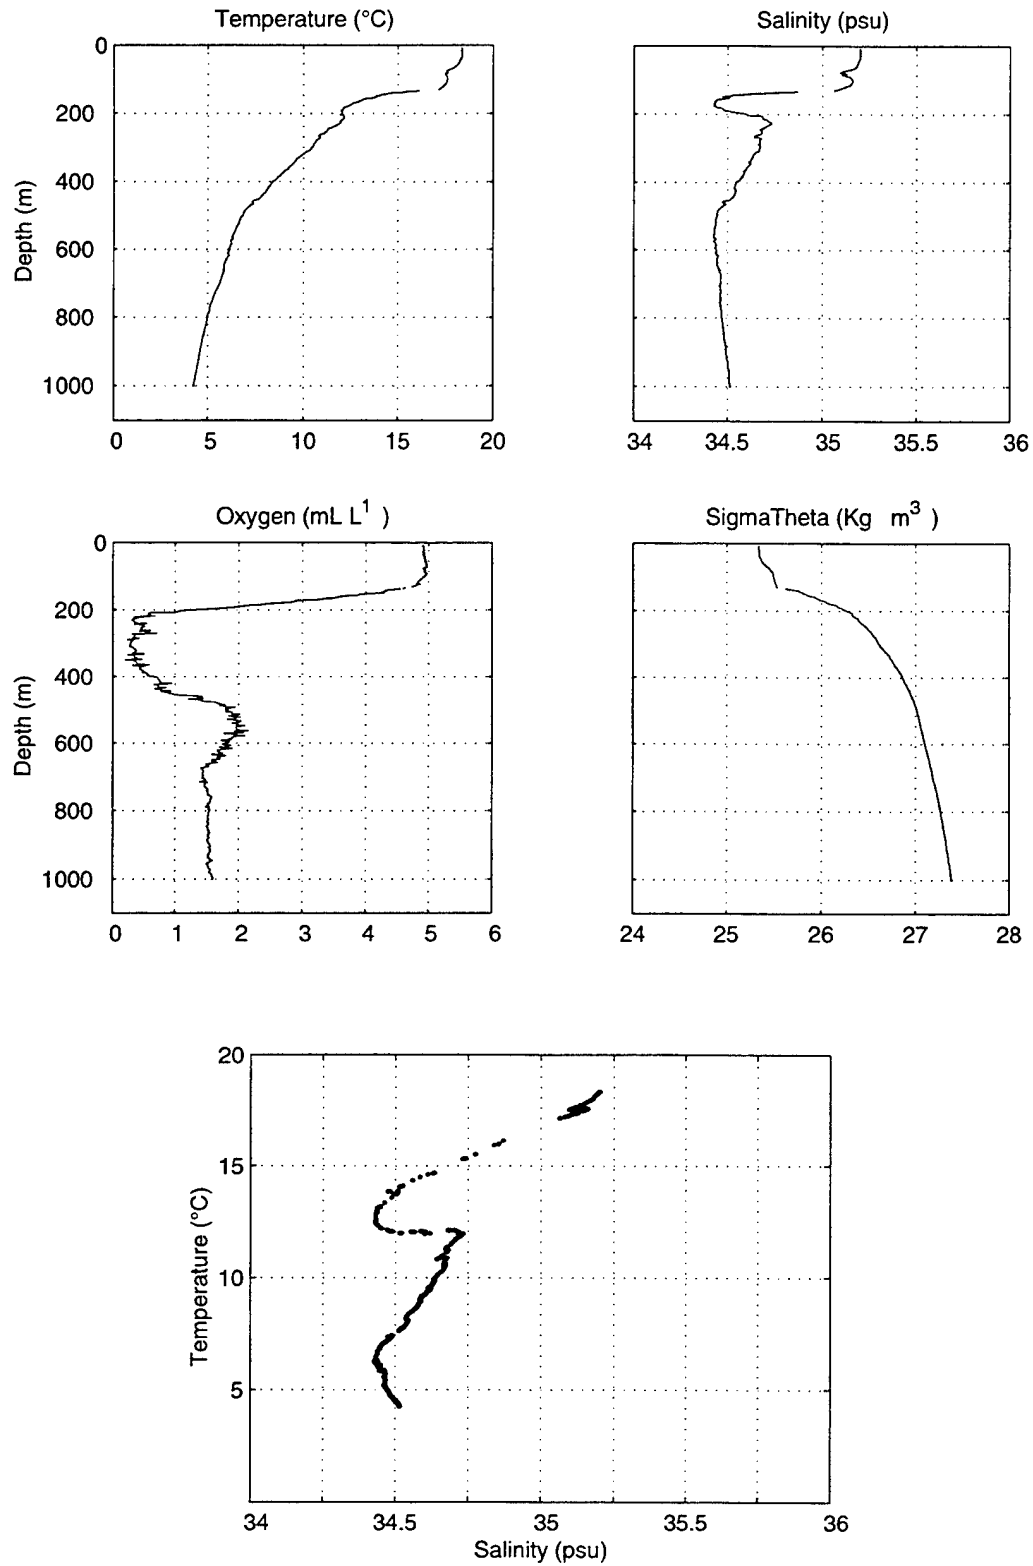 Temperature (°C)
Salinity (psu)
0
200
400
600
800
1000
Depth (m)
0 5 10 15 20
34 34.5 35 35.5 36
Oxygen (mL L1 )
SigmaTheta (Kg m3 )
0
200
400
600
800
1000
Depth (m)
0 1 2 3 4 5 6
24 25 26 27 28
20
15
10
5
Temperature (°C)
34 34.5 35 35.5 36
Salinity (psu)